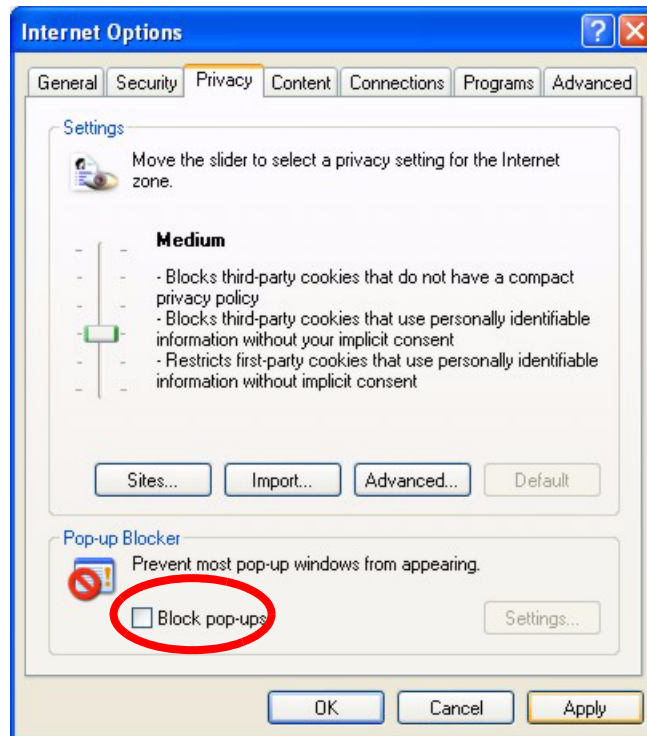 Internet Options
General Security Privacy Content Connections Programs Advanced
Settings
Move the slider to select a privacy setting for the Internet
zone.
Medium
- Blocks third-party cookies that do not have a compact
privacy policy
- Blocks third-party cookies that use personally identifiable
information without your implicit consent
- Restricts first-party cookies that use personally identifiable
information without implicit consent
Sites... Import... Advanced... Default
Pop-up Blocker
Prevent most pop-up windows from appearing.
Block pop-ups Settings...
OK Cancel Apply